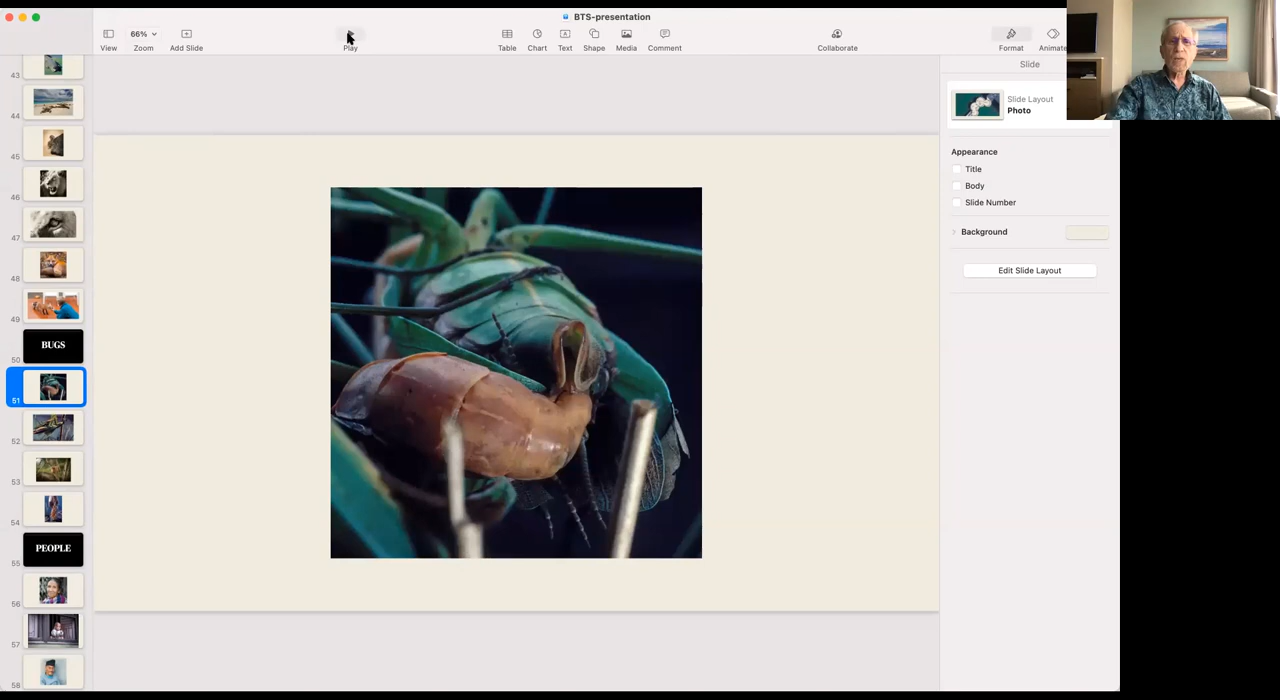 BTS-presentation
66%
View
Zoom
Add Slide
Play
Table
Chart
Text
Shape
Media
Comment
Collaborate
Format
Animate
Slide
Slide Layout
Photo
Appearance
Title
Body
Slide Number
Background
Edit Slide Layout
43
44
45
46
47
48
49
BUGS
50
51
52
53
54
PEOPLE
55
56
57
58